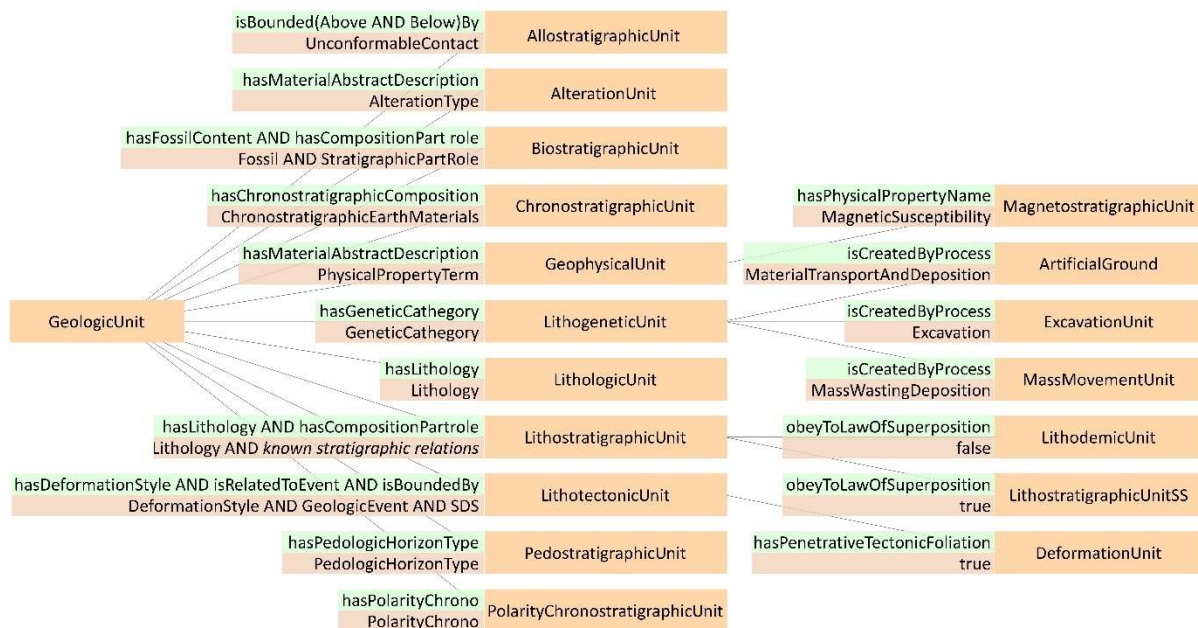 isBounded(Above AND Below)By
UnconformableContact
AllostratigraphicUnit
hasMaterialAbstractDescription
AlterationType
AlterationUnit
hasFossilContent AND hasCompositionPart role
Fossil AND StratigraphicPartRole
BiostratigraphicUnit
hasChronostratigraphicComposition
ChronostratigraphicEarthMaterials
ChronostratigraphicUnit
hasPhysicalPropertyName
MagneticSusceptibility
MagnetostratigraphicUnit
hasMaterialAbstractDescription
PhysicalPropertyTerm
GeophysicalUnit
isCreatedByProcess
MaterialTransportAndDeposition
ArtificialGround
GeologicUnit
hasGeneticCathegory
GeneticCathegory
LithogeneticUnit
isCreatedByProcess
Excavation
ExcavationUnit
hasLithology
Lithology
LithologicUnit
isCreatedByProcess
MassWastingDeposition
MassMovementUnit
hasLithology AND hasCompositionPartrole
Lithology AND known stratigraphic relations
LithostratigraphicUnit
obeyToLawOfSuperposition
false
LithodemicUnit
hasDeformationStyle AND isRelatedToEvent AND isBoundedBy
DeformationStyle AND GeologicEvent AND SDS
LithotectonicUnit
obeyToLawOfSuperposition
true
LithostratigraphicUnitSS
hasPedologicHorizonType
PedologicHorizonType
PedostratigraphicUnit
hasPenetrativeTectonicFoliation
true
DeformationUnit
hasPolarityChrono
PolarityChrono
PolarityChronostratigraphicUnit